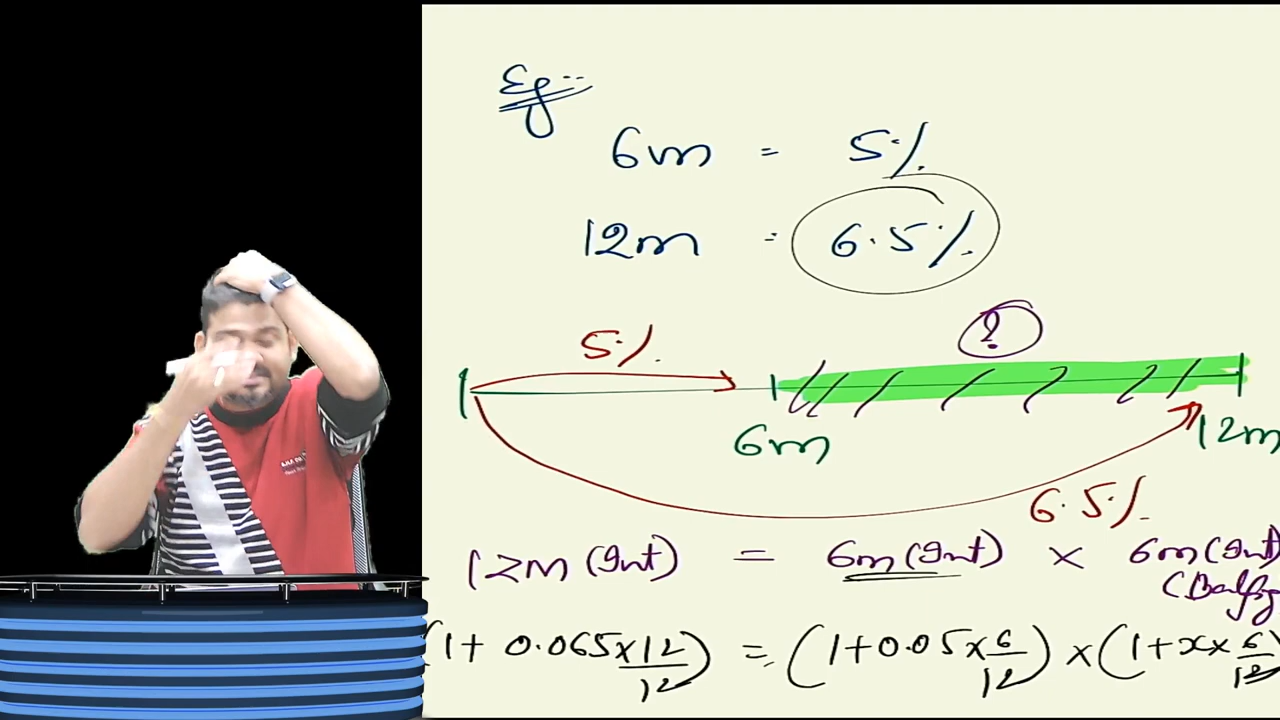 Eg:-
6m = 5%
12m = 6.5%
5% ?
6m 12m
6.5%
12m (Int) = 6m (Int) × 6m (Int)
(1 + 0.065 × 12/12) = (1 + 0.05 × 6/12) × (1 + x × 6/12)